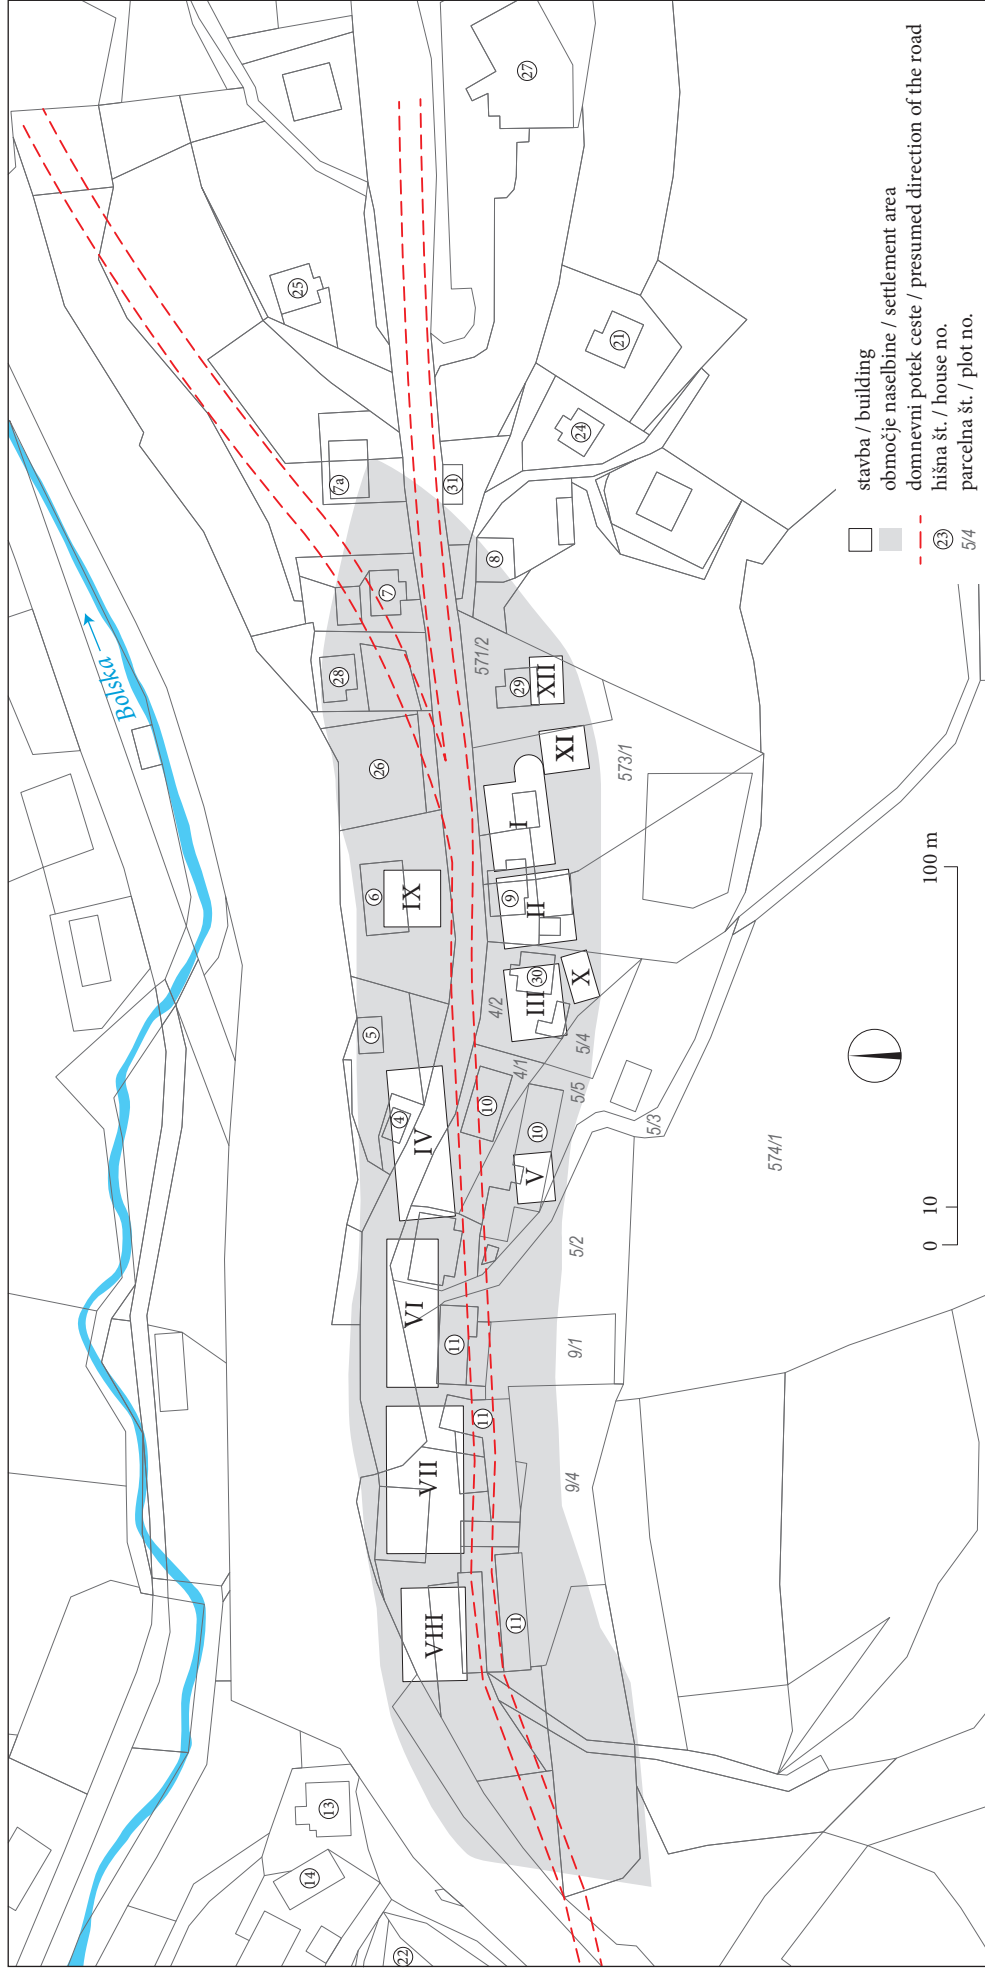 Bolska
27
25
21
24
7a
31
8
7
28
571/2
29
XII
XI
573/1
26
I
6
IX
9
II
30
III
X
4/2
5
5/4
4/1
10
5/5
4
IV
10
V
5/3
574/1
5/2
VI
11
9/1
11
VII
9/4
VIII
11
13
14
22
0 10 100 m
stavba / building
območje naselbine / settlement area
domnevni potek ceste / presumed direction of the road
23 hišna št. / house no.
5/4 parcelna št. / plot no.